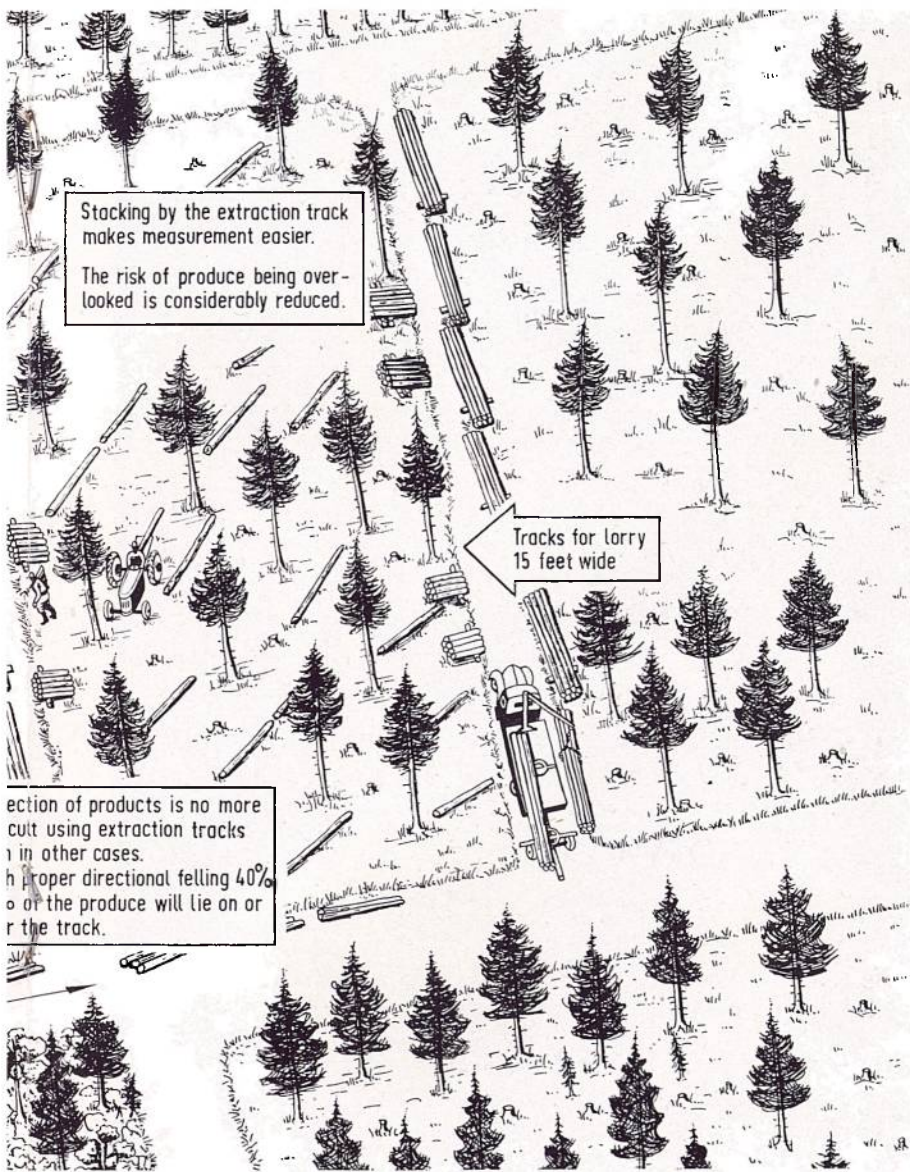 Stacking by the extraction track
makes measurement easier.
The risk of produce being over-
looked is considerably reduced.
Tracks for lorry
15 feet wide
ection of products is no more
cult using extraction tracks
in other cases.
proper directional felling 40%
of the produce will lie on or
the track.